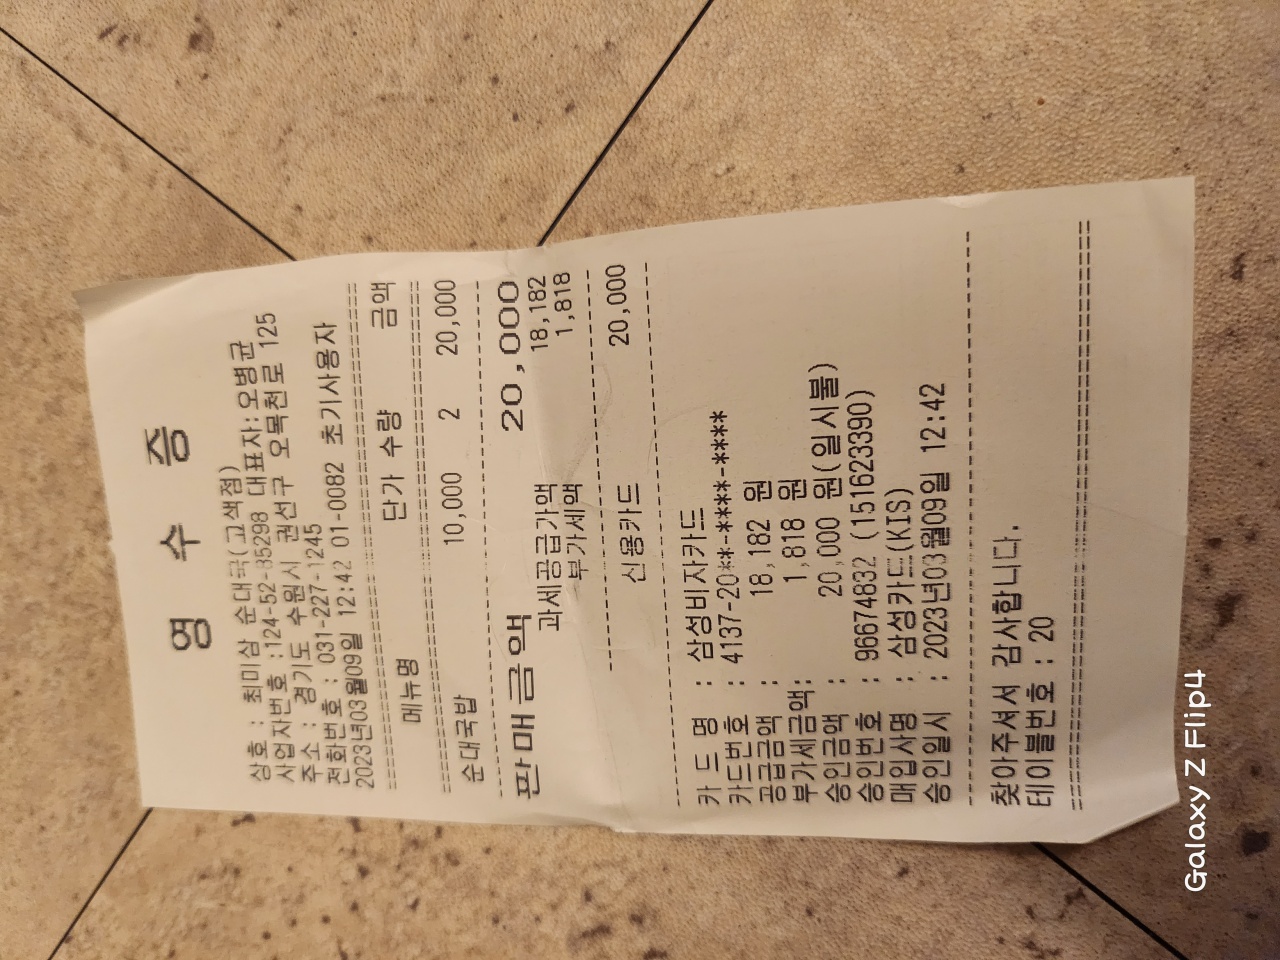 영 수 증
상호 : 최미삼 순대국(고색점)
사업자번호 :124-52-85298 대표자:오병균
주소 : 경기도 수원시 권선구 오목천로 125
전화번호 : 031-227-1245
2023년03월09일 12:42 01-0082 초기사용자
메뉴명 단가 수량 금액
순대국밥 10,000 2 20,000
판매금액 20,000
과세공급가액 18,182
부가세액 1,818
신용카드 20,000
카 드 명 : 삼성비자카드
카드번호 : 4137-20**-****-****
공급금액 : 18,182 원
부가세금액: 1,818 원
승인금액 : 20,000 원(일시불)
승인번호 : 96674832 (151623390)
매입사명 : 삼성카드(KIS)
승인일시 : 2023년03월09일 12:42
찾아주셔서 감사합니다.
테이블번호 : 20
Galaxy Z Flip4